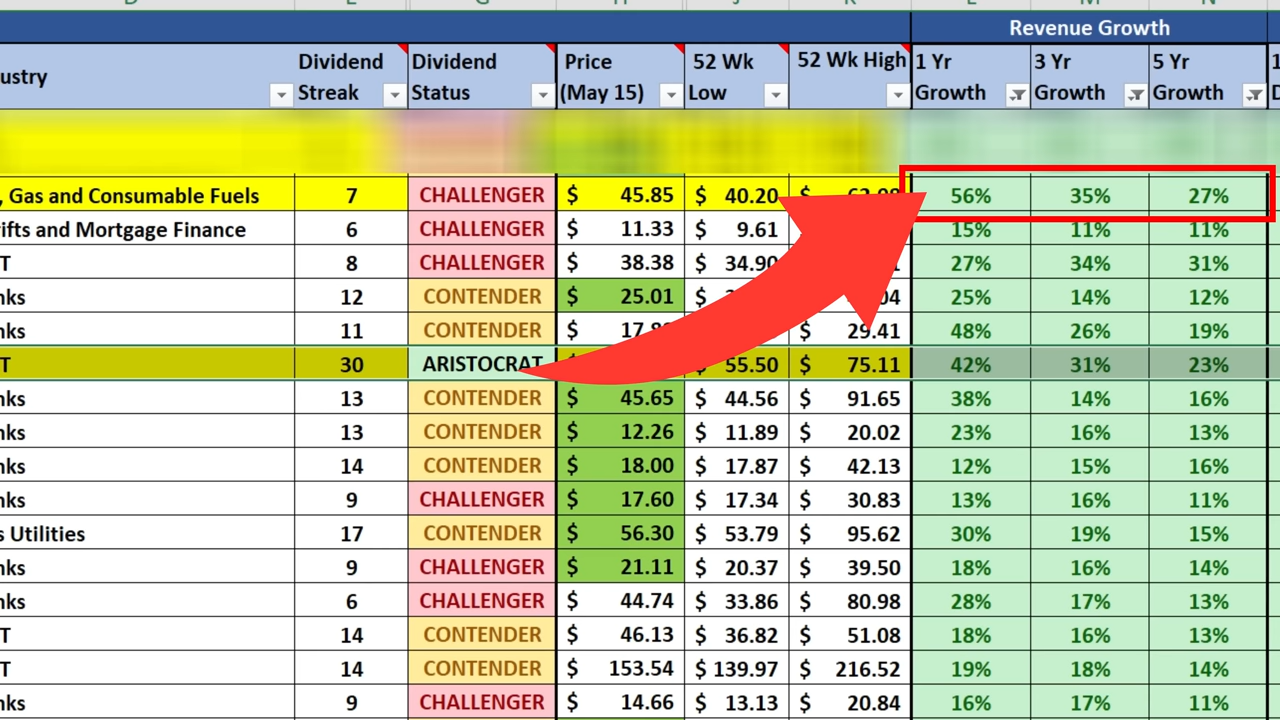 Revenue Growth
ustry Dividend Streak Dividend Status Price (May 15) 52 Wk Low 52 Wk High 1 Yr Growth 3 Yr Growth 5 Yr Growth
, Gas and Consumable Fuels 7 CHALLENGER $ 45.85 $ 40.20 $ 56% 35% 27%
ifts and Mortgage Finance 6 CHALLENGER $ 11.33 $ 9.61 15% 11% 11%
T 8 CHALLENGER $ 38.38 $ 34.90 27% 34% 31%
nks 12 CONTENDER $ 25.01 $ 25% 14% 12%
nks 11 CONTENDER $ $ 29.41 48% 26% 19%
T 30 ARISTOCRAT 55.50 $ 75.11 42% 31% 23%
nks 13 CONTENDER $ 45.65 $ 44.56 $ 91.65 38% 14% 16%
nks 13 CONTENDER $ 12.26 $ 11.89 $ 20.02 23% 16% 13%
nks 14 CONTENDER $ 18.00 $ 17.87 $ 42.13 12% 15% 16%
nks 9 CHALLENGER $ 17.60 $ 17.34 $ 30.83 13% 16% 11%
s Utilities 17 CONTENDER $ 56.30 $ 53.79 $ 95.62 30% 19% 15%
nks 9 CHALLENGER $ 21.11 $ 20.37 $ 39.50 18% 16% 14%
nks 6 CHALLENGER $ 44.74 $ 33.86 $ 80.98 28% 17% 13%
T 14 CONTENDER $ 46.13 $ 36.82 $ 51.08 18% 16% 13%
T 14 CONTENDER $ 153.54 $ 139.97 $ 216.52 19% 18% 14%
nks 9 CHALLENGER $ 14.66 $ 13.13 $ 20.84 16% 17% 11%